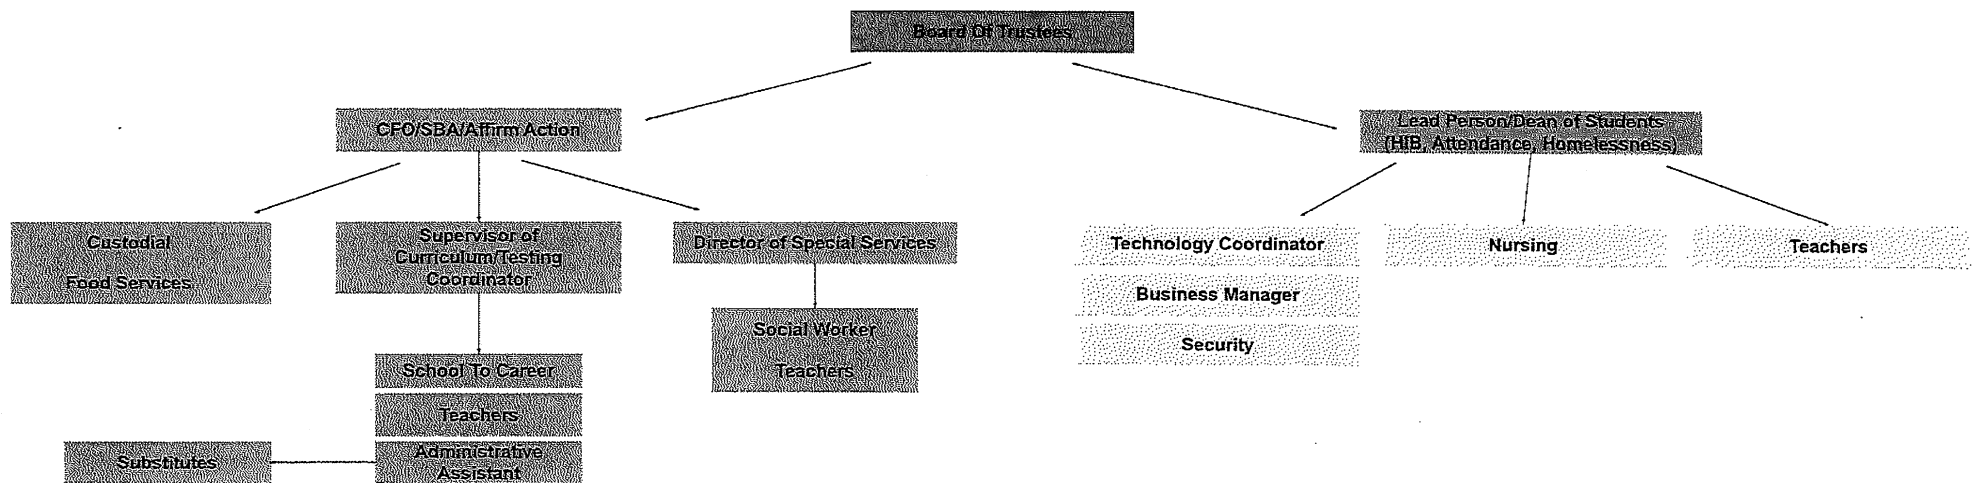 Board Of Trustees
CFO/SBA/Affirm Action
Lead Person/Dean of Students
(HIB, Attendance, Homelessness)
Custodial
Food Services
Supervisor of
Curriculum/Testing
Coordinator
Director of Special Services
Technology Coordinator
Nursing
Teachers
Business Manager
Security
Social Worker
Teachers
School To Career
Teachers
Administrative
Assistant
Substitutes